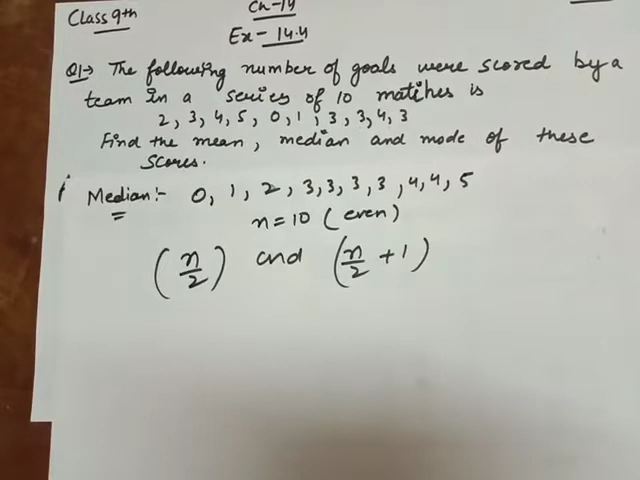 Class 9th
Ch-14
Ex-14.4
Q1→ The following number of goals were scored by a
team in a series of 10 matches is
2, 3, 4, 5, 0, 1, 3, 3, 4, 3
Find the mean, median and mode of these
scores.
Median:- 0, 1, 2, 3, 3, 3, 3, 4, 4, 5
n = 10 (even)
(n/2) and (n/2 + 1)